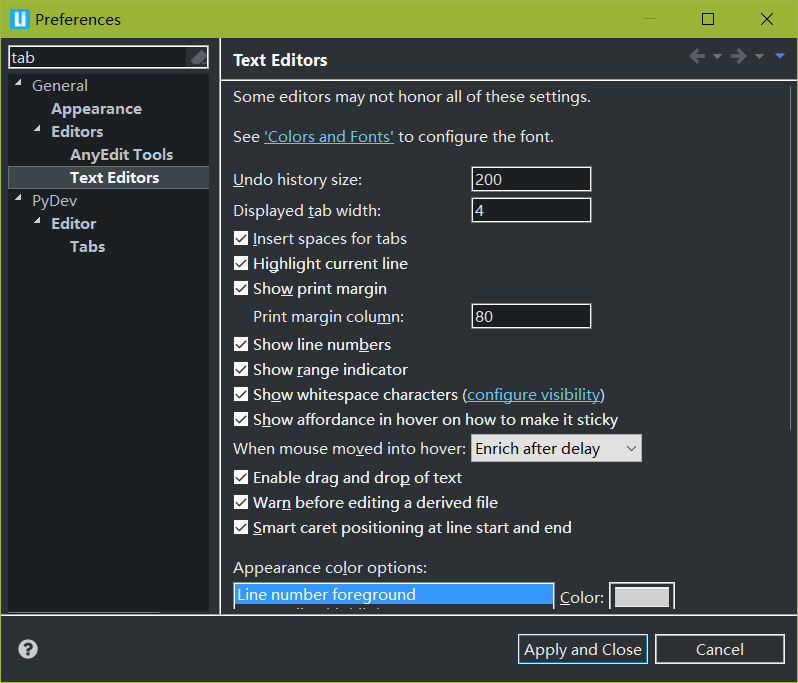 Li Preferences
tab
General
Appearance
Editors
AnyEdit Tools
Text Editors
PyDev
Editor
Tabs
Text Editors
Some editors may not honor all of these settings.
See 'Colors and Fonts' to configure the font.
Undo history size: 200
Displayed tab width: 4
Insert spaces for tabs
Highlight current line
Show print margin
Print margin column: 80
Show line numbers
Show range indicator
Show whitespace characters (configure visibility)
Show affordance in hover on how to make it sticky
When mouse moved into hover: Enrich after delay
Enable drag and drop of text
Warn before editing a derived file
Smart caret positioning at line start and end
Appearance color options:
Line number foreground
Color:
? Apply and Close Cancel